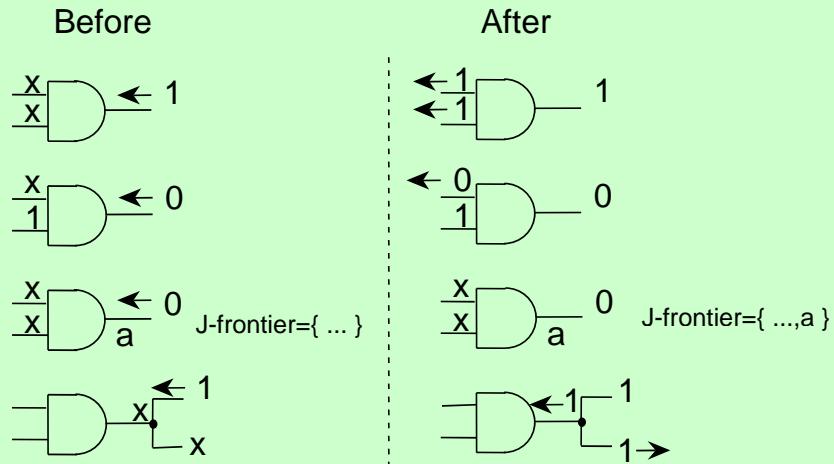 Before After
x 1 1 1
x 1
x 0 0 0
1 1
x 0 x 0
x a J-frontier={ ... } x a J-frontier={ ...,a }
1 1 1
x
x 1